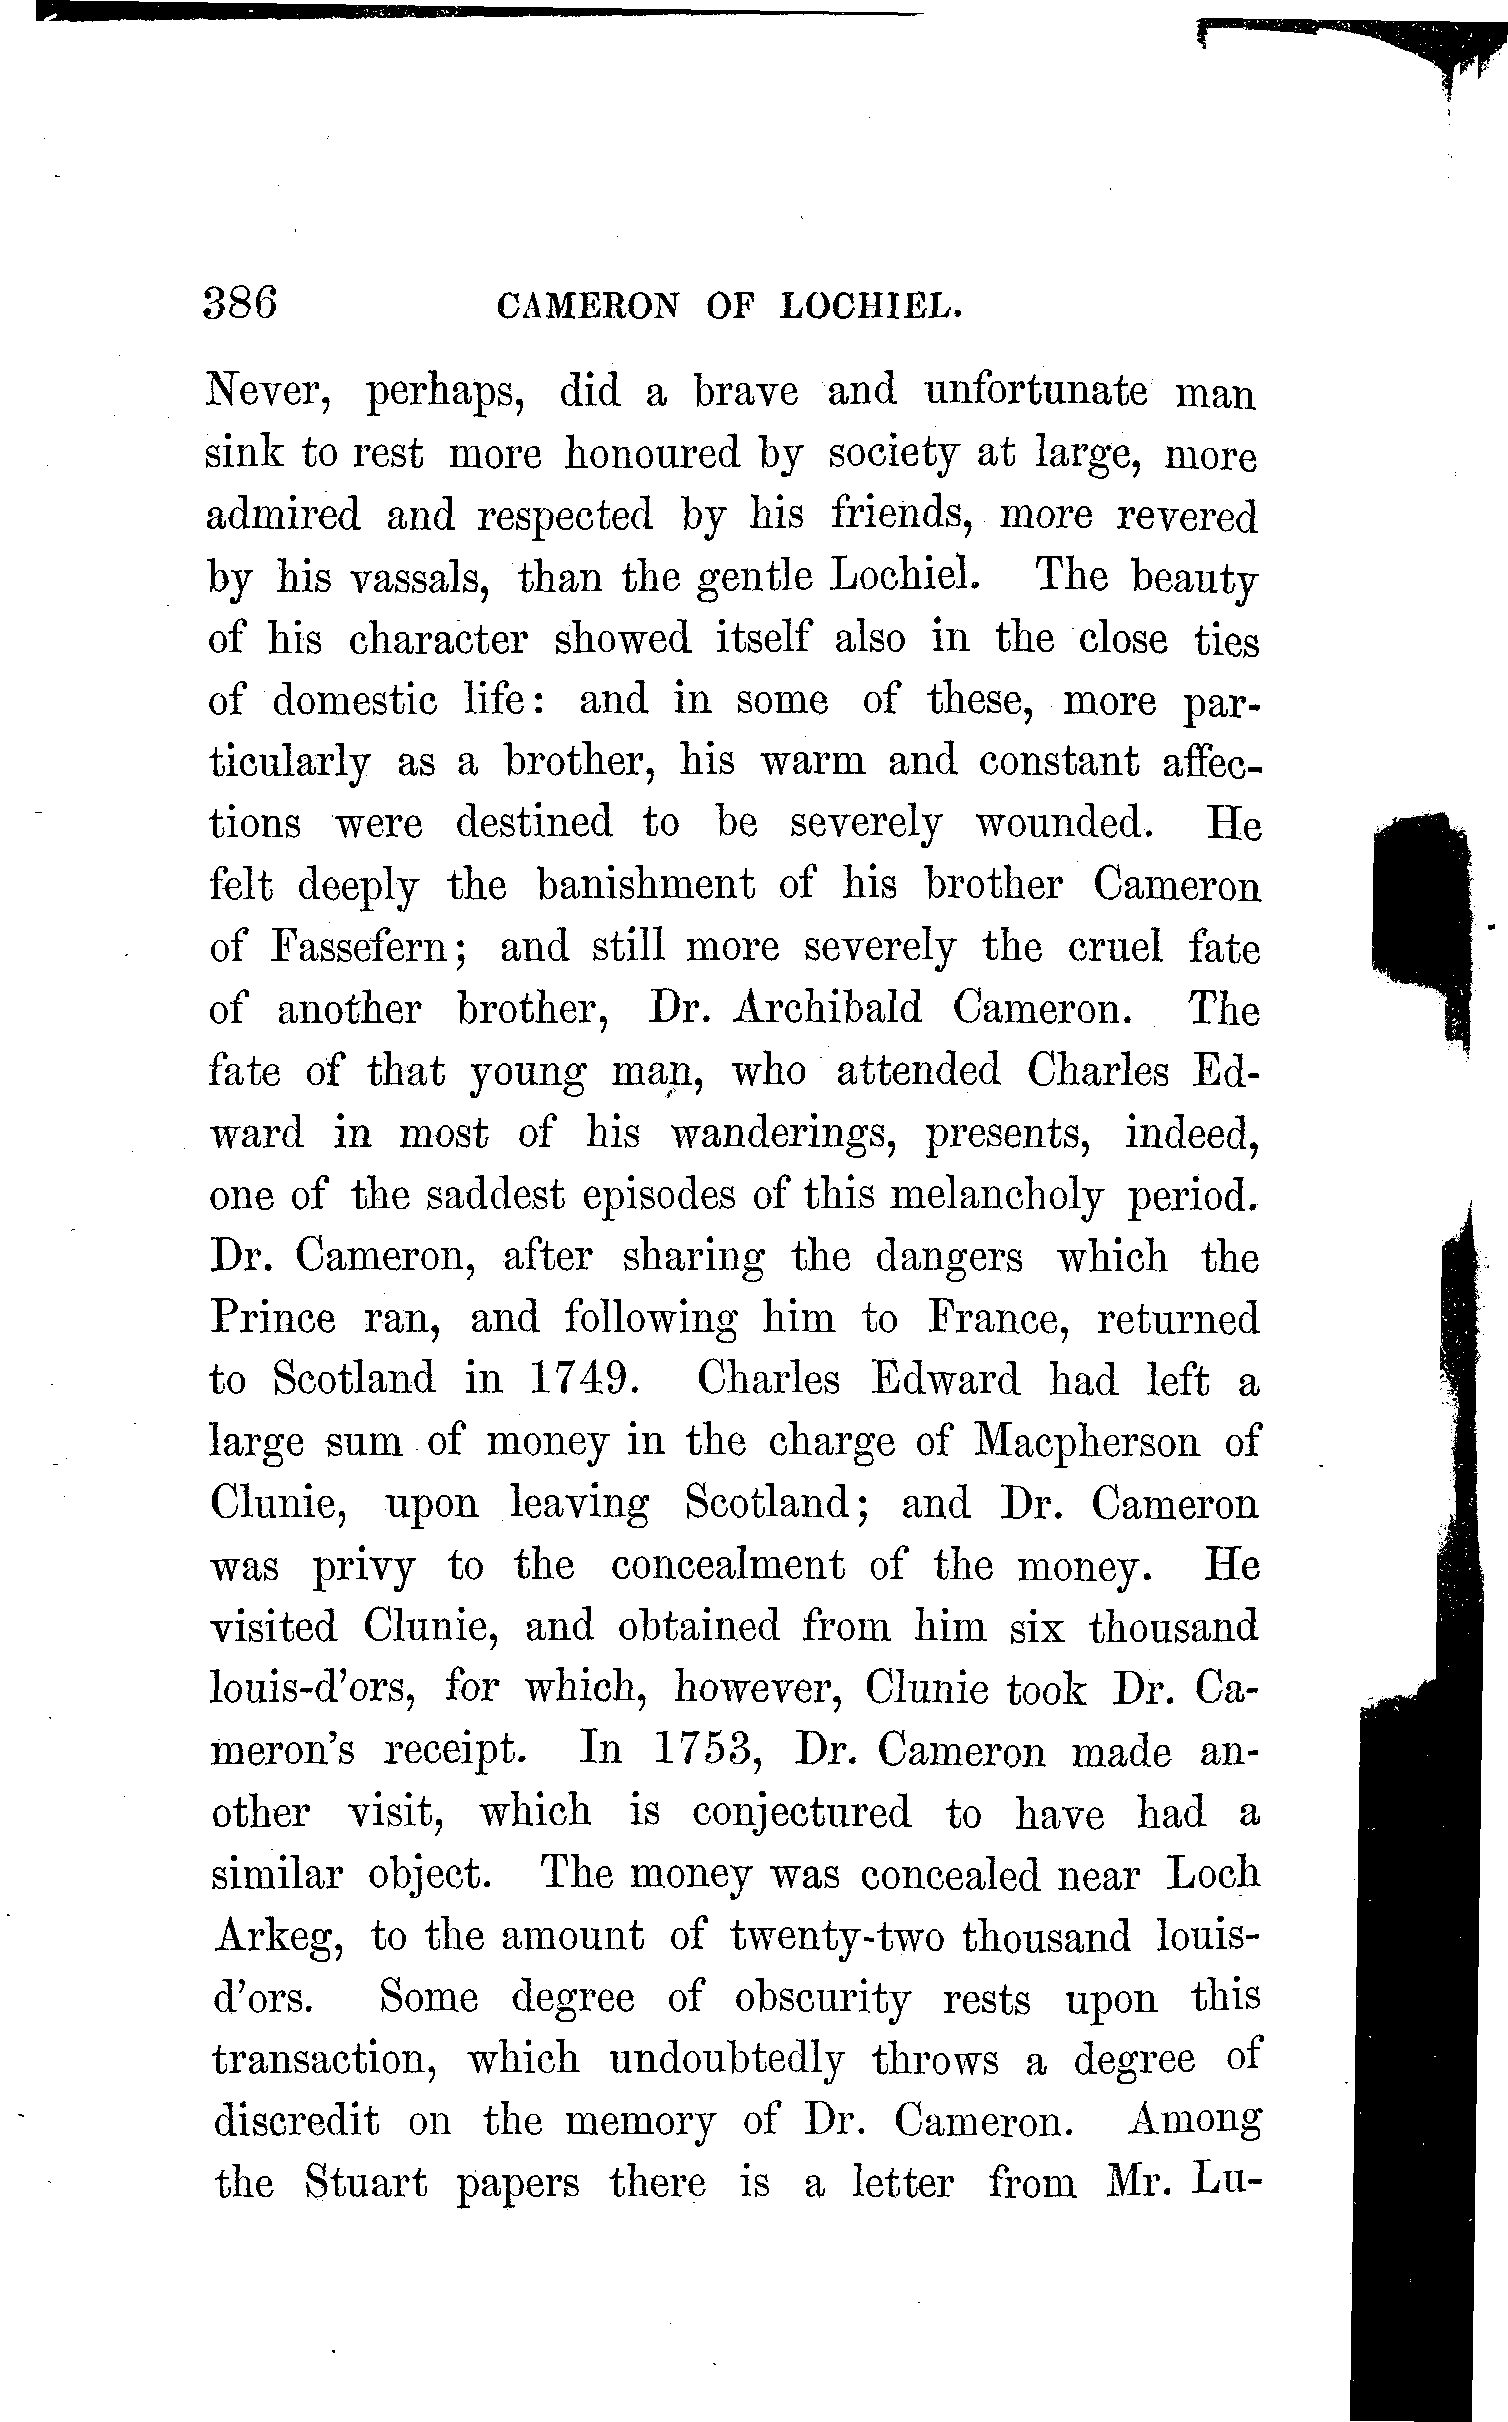 386 CAMERON OF LOCHIEL.
Never, perhaps, did a brave and unfortunate man
sink to rest more honoured by society at large, more
admired and respected by his friends, more revered
by his vassals, than the gentle Lochiel. The beauty
of his character showed itself also in the close ties
of domestic life: and in some of these, more par-
ticularly as a brother, his warm and constant affec-
tions were destined to be severely wounded. He
felt deeply the banishment of his brother Cameron
of Fassefern; and still more severely the cruel fate
of another brother, Dr. Archibald Cameron. The
fate of that young man, who attended Charles Ed-
ward in most of his wanderings, presents, indeed,
one of the saddest episodes of this melancholy period.
Dr. Cameron, after sharing the dangers which the
Prince ran, and following him to France, returned
to Scotland in 1749. Charles Edward had left a
large sum of money in the charge of Macpherson of
Clunie, upon leaving Scotland; and Dr. Cameron
was privy to the concealment of the money. He
visited Clunie, and obtained from him six thousand
louis-d'ors, for which, however, Clunie took Dr. Ca-
meron's receipt. In 1753, Dr. Cameron made an-
other visit, which is conjectured to have had a
similar object. The money was concealed near Loch
Arkeg, to the amount of twenty-two thousand louis-
d'ors. Some degree of obscurity rests upon this
transaction, which undoubtedly throws a degree of
discredit on the memory of Dr. Cameron. Among
the Stuart papers there is a letter from Mr. Lu-